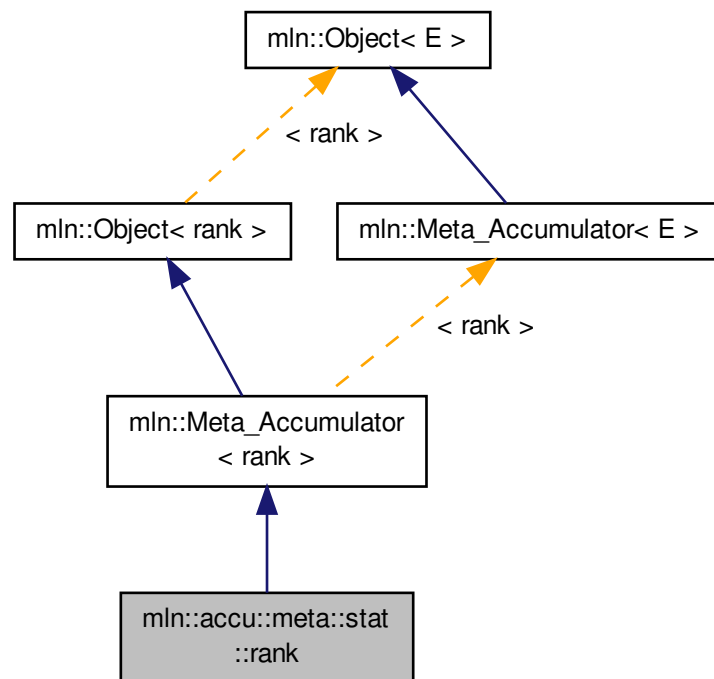 mln::Object< E >
< rank >
mln::Object< rank >
mln::Meta_Accumulator< E >
< rank >
mln::Meta_Accumulator
< rank >
mln::accu::meta::stat
::rank